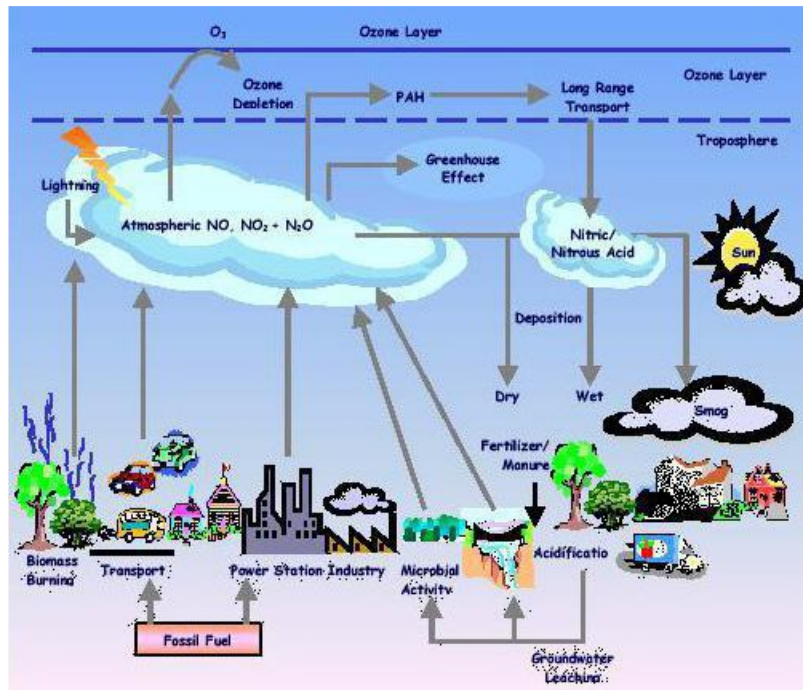 O₃
Ozone Layer
Ozone
Depletion
PAH
Long Range
Transport
Ozone Layer
Troposphere
Lightning
Greenhouse
Effect
Atmospheric NO, NO₂ + N₂O
Nitric/
Nitrous Acid
Sun
Deposition
Dry
Wet
Smog
Fertilizer/
Manure
Biomass
Burning
Transport
Power Station Industry
Microbial
Activity
Acidificatio
Fossil Fuel
Groundwater
Leaching